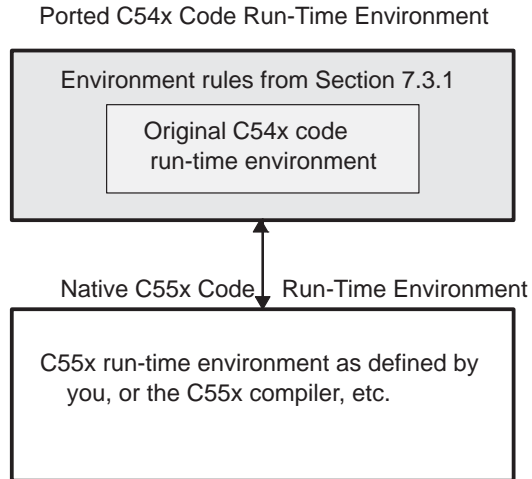 Ported C54x Code Run-Time Environment
Environment rules from Section 7.3.1
Original C54x code
run-time environment
Native C55x Code Run-Time Environment
C55x run-time environment as defined by
you, or the C55x compiler, etc.